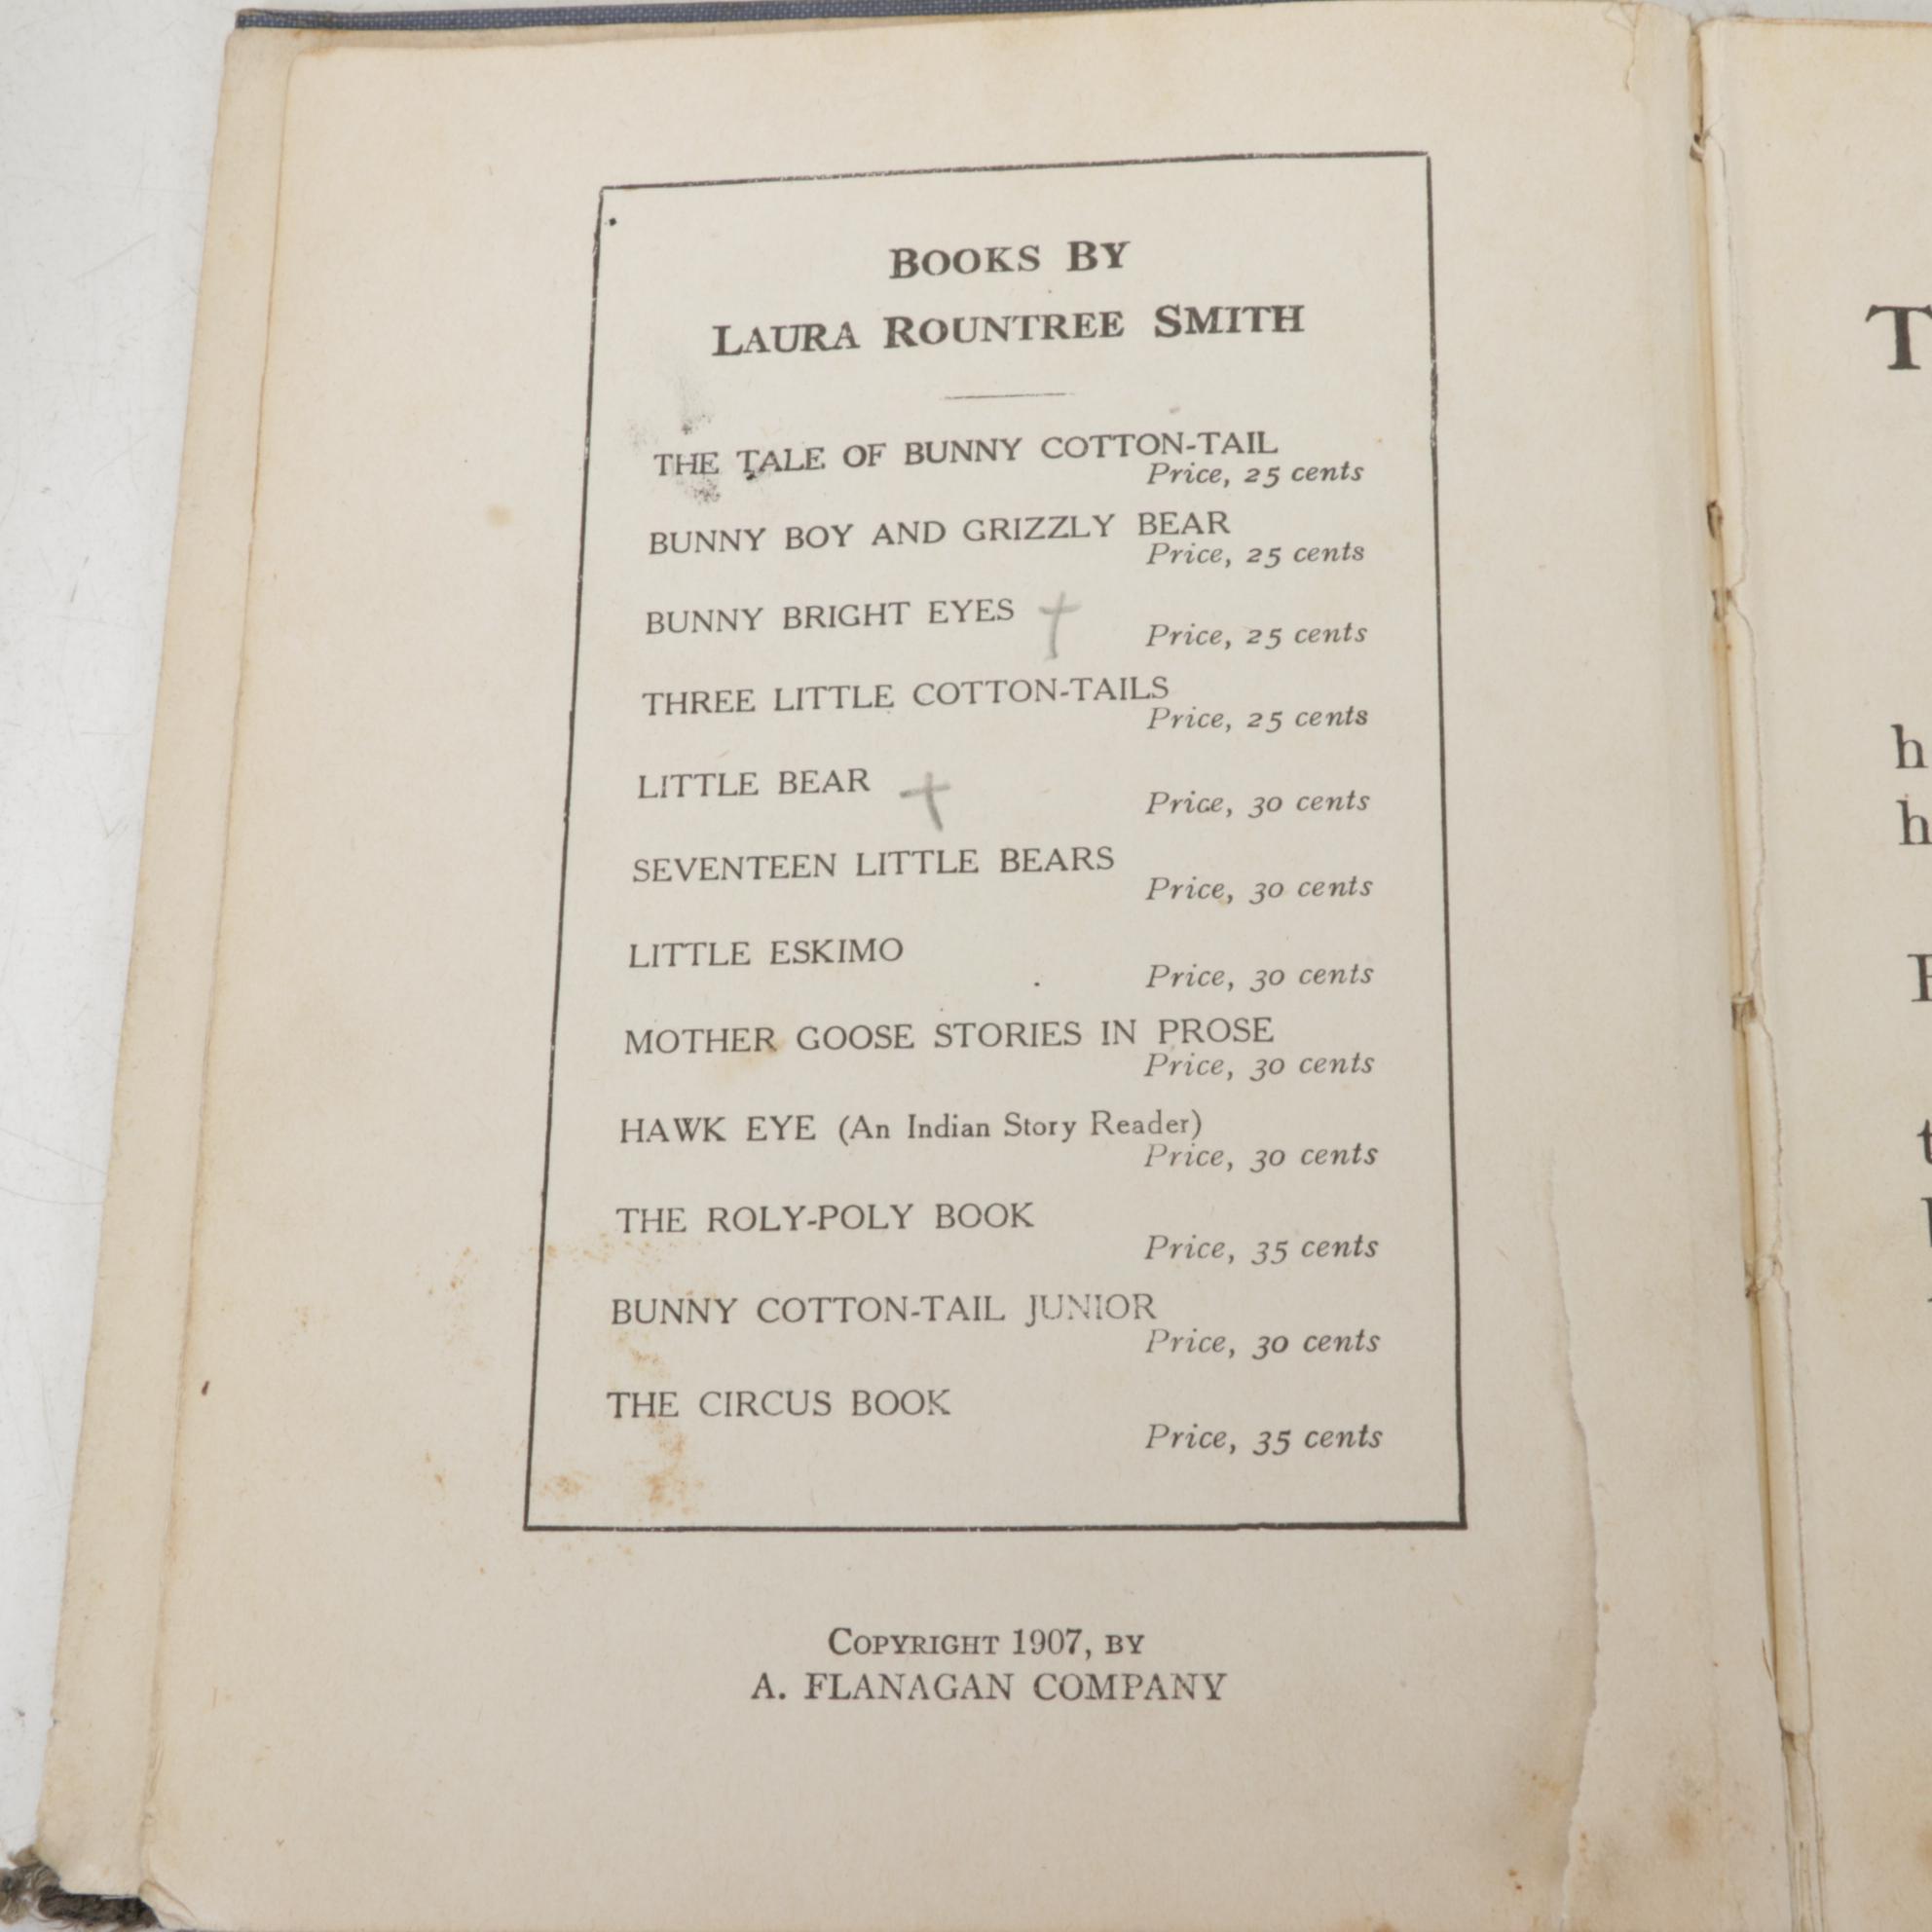 BOOKS BY
LAURA ROUNTREE SMITH
THE TALE OF BUNNY COTTON-TAIL
Price, 25 cents
BUNNY BOY AND GRIZZLY BEAR
Price, 25 cents
BUNNY BRIGHT EYES
Price, 25 cents
THREE LITTLE COTTON-TAILS
Price, 25 cents
LITTLE BEAR
Price, 30 cents
SEVENTEEN LITTLE BEARS
Price, 30 cents
LITTLE ESKIMO
Price, 30 cents
MOTHER GOOSE STORIES IN PROSE
Price, 30 cents
HAWK EYE (An Indian Story Reader)
Price, 30 cents
THE ROLY-POLY BOOK
Price, 35 cents
BUNNY COTTON-TAIL JUNIOR
Price, 30 cents
THE CIRCUS BOOK
Price, 35 cents
COPYRIGHT 1907, BY
A. FLANAGAN COMPANY
T
h
h